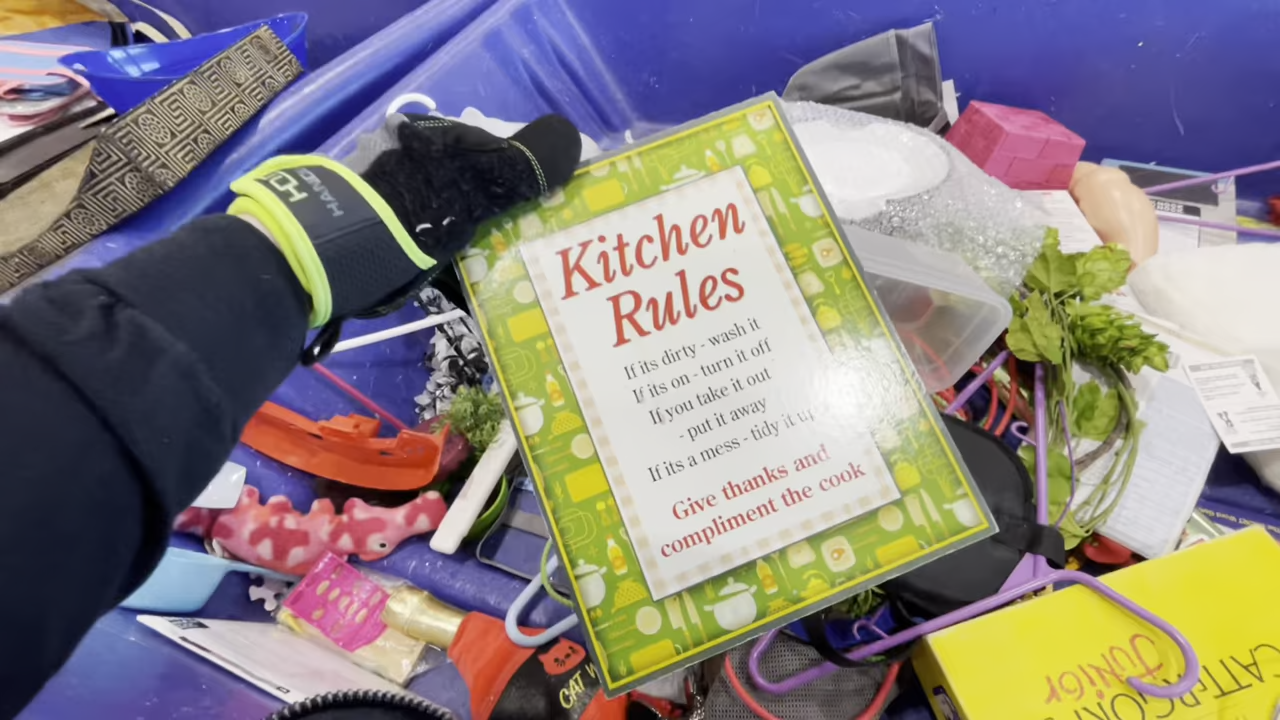 Kitchen
Rules
If its dirty - wash it
If its on - turn it off
If you take it out
- put it away
If its a mess - tidy it up
Give thanks and
compliment the cook
HAND
CAT
JUNIOR